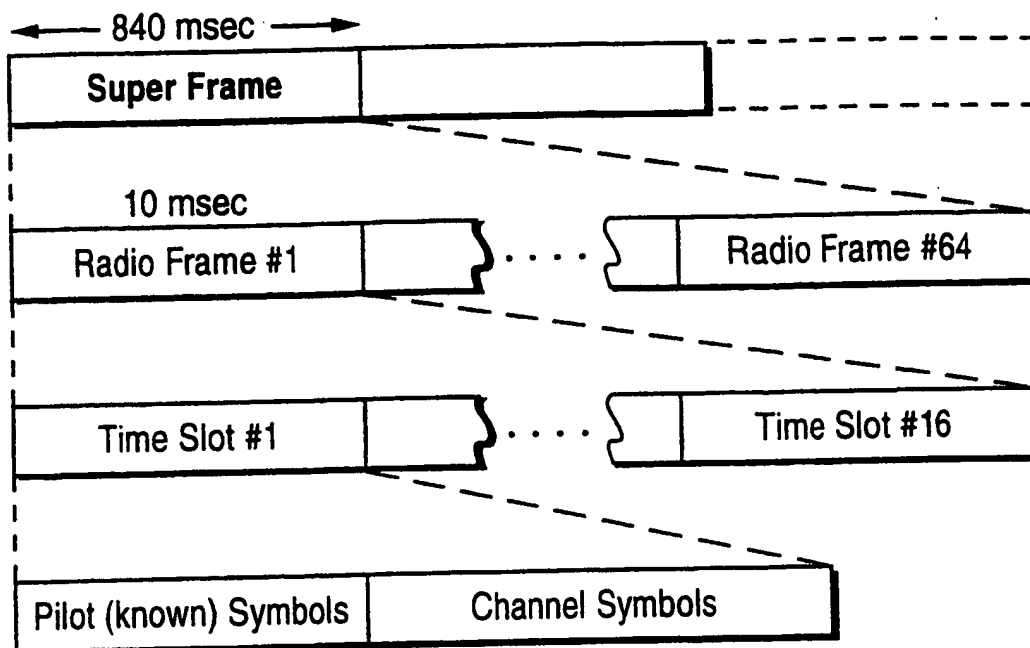 840 msec
Super Frame
10 msec
Radio Frame #1
Radio Frame #64
Time Slot #1
Time Slot #16
Pilot (known) Symbols
Channel Symbols